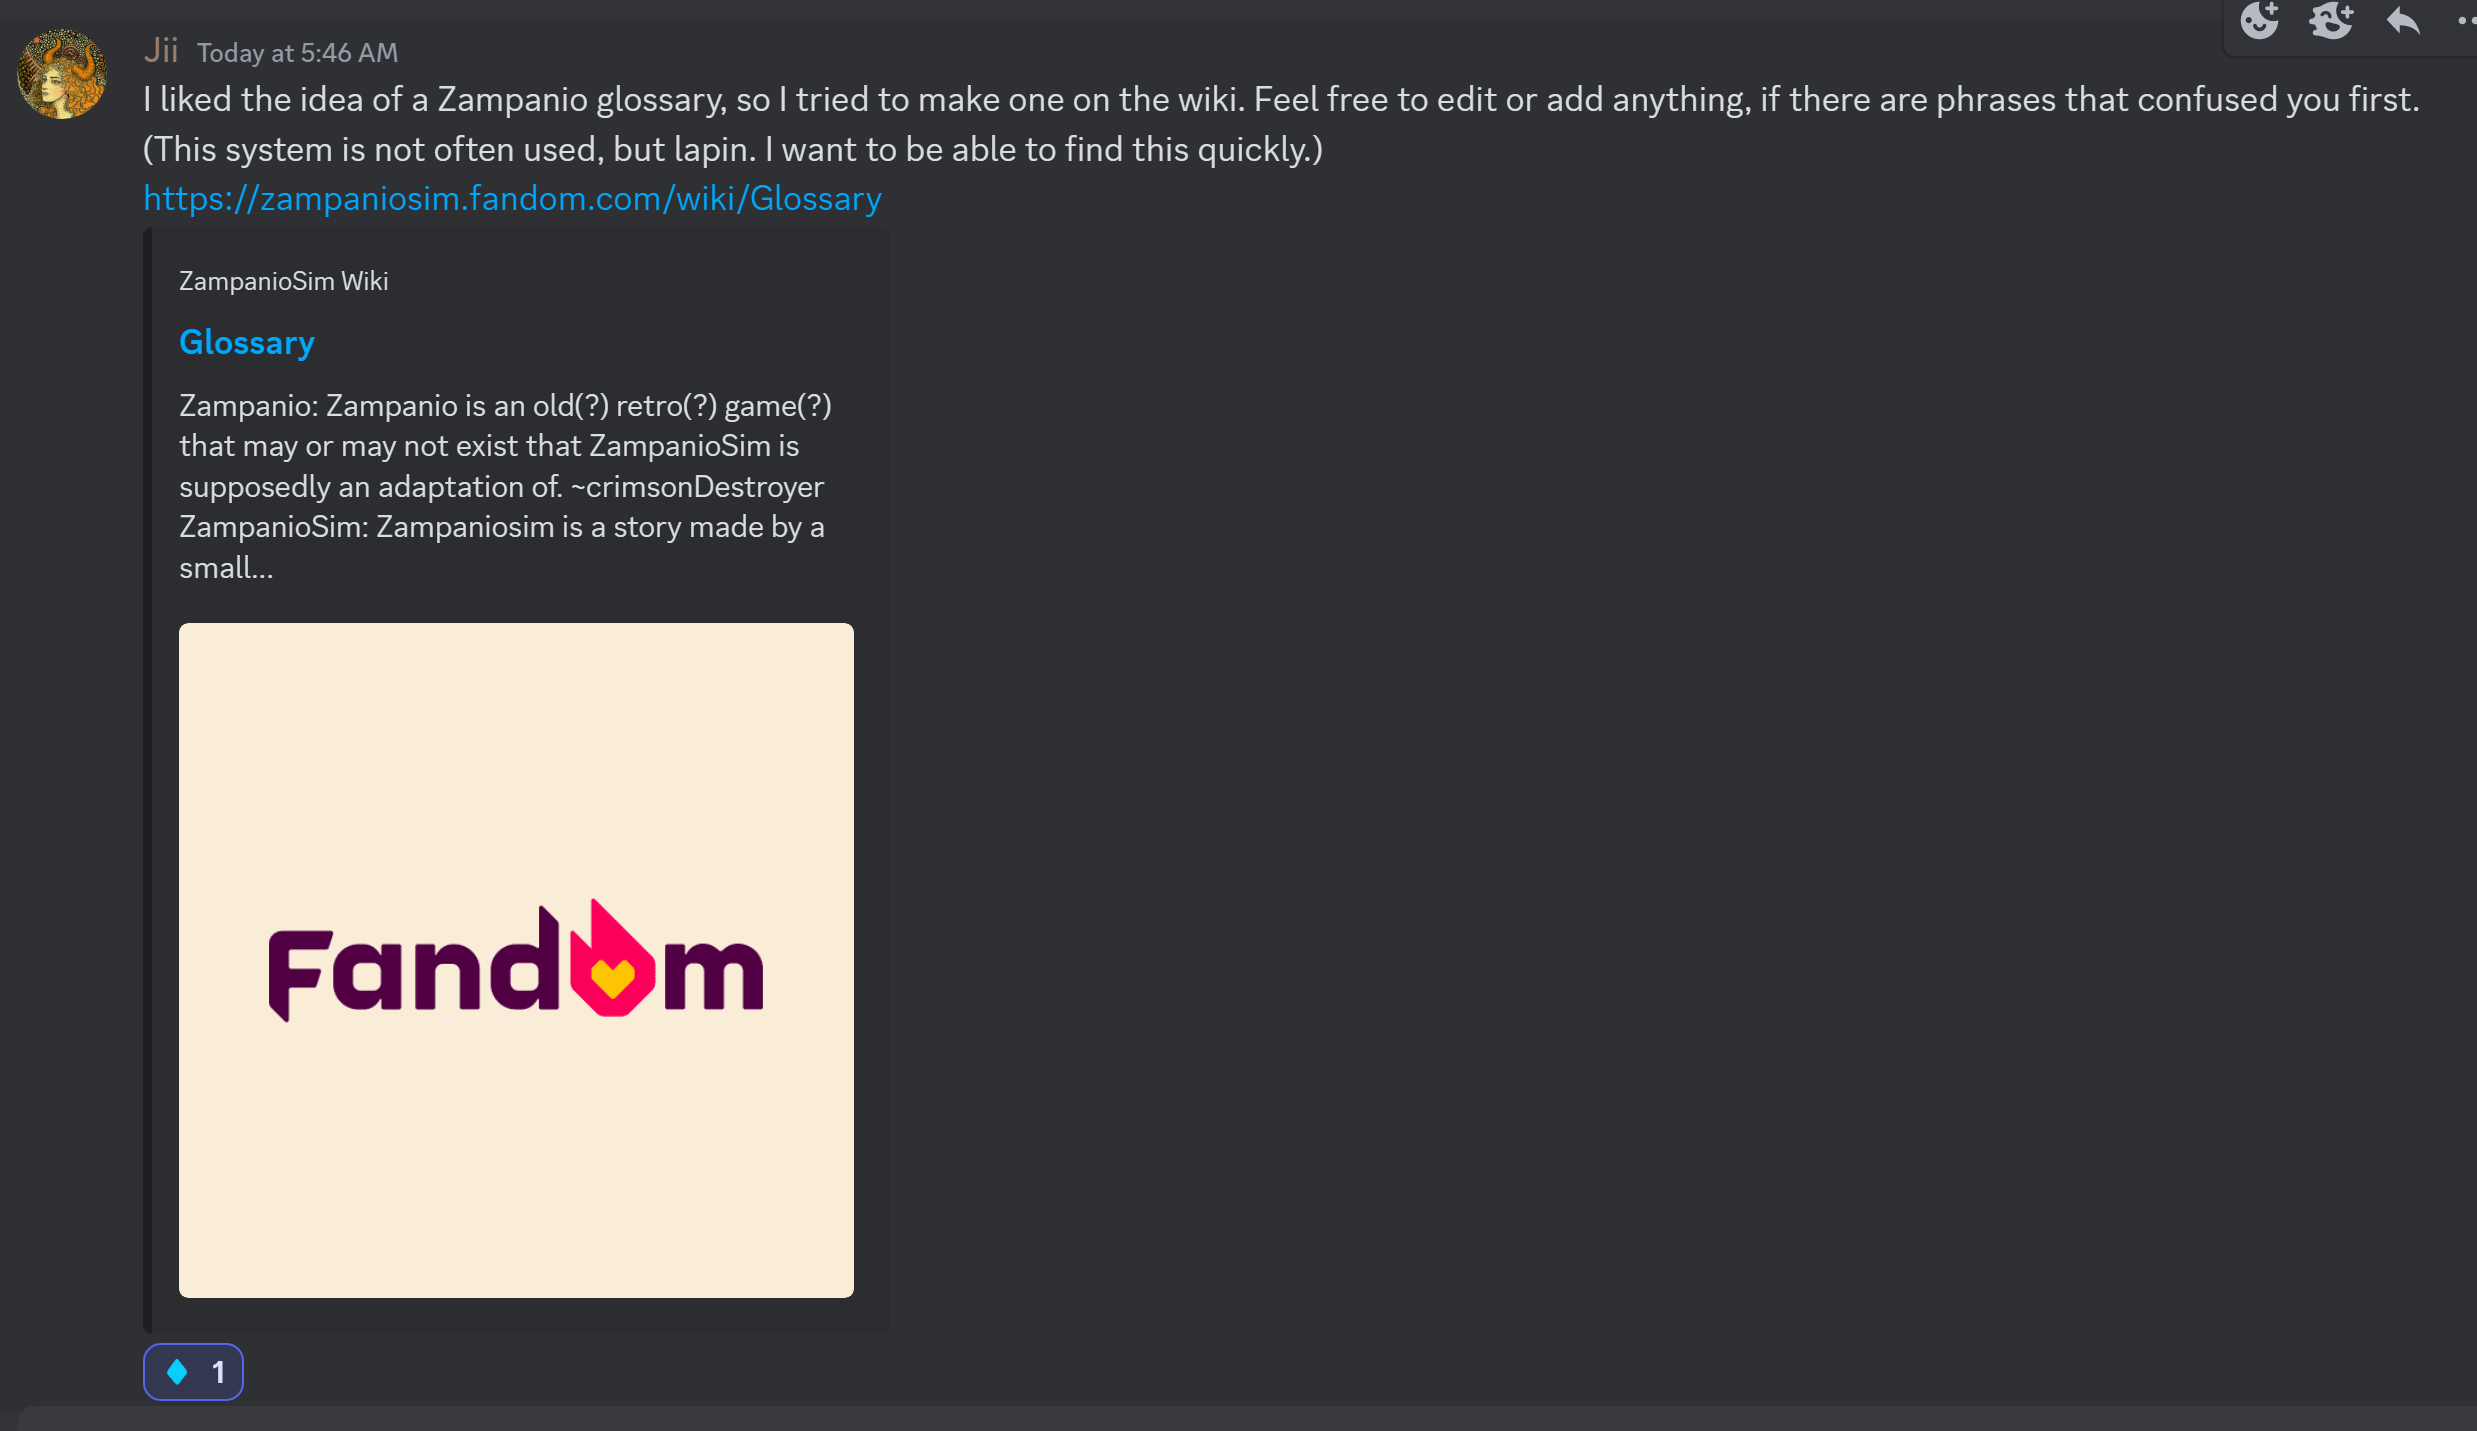 Jii Today at 5:46 AM
I liked the idea of a Zampanio glossary, so I tried to make one on the wiki. Feel free to edit or add anything, if there are phrases that confused you first.
(This system is not often used, but lapin. I want to be able to find this quickly.)
https://zampaniosim.fandom.com/wiki/Glossary
ZampanioSim Wiki
Glossary
Zampanio: Zampanio is an old(?) retro(?) game(?)
that may or may not exist that ZampanioSim is
supposedly an adaptation of. ~crimsonDestroyer
ZampanioSim: Zampaniosim is a story made by a
small...
Fandom
1